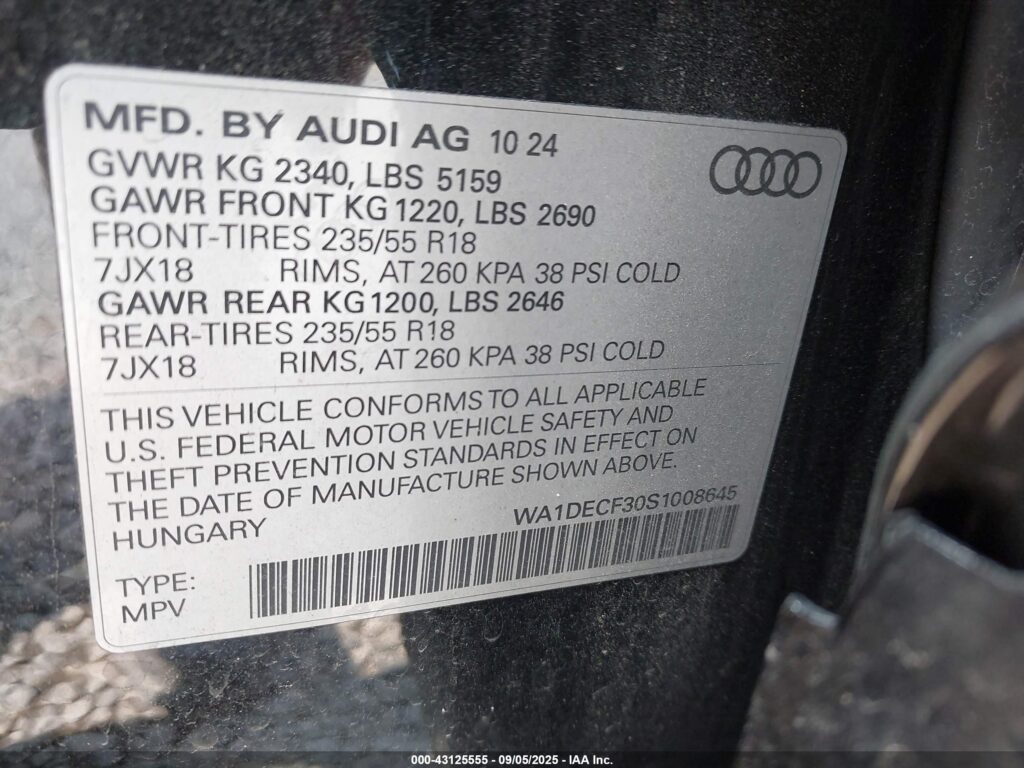 MFD. BY AUDI AG 10 24
GVWR KG 2340, LBS 5159
GAWR FRONT KG 1220, LBS 2690
FRONT-TIRES 235/55 R18
7JX18 RIMS, AT 260 KPA 38 PSI COLD
GAWR REAR KG 1200, LBS 2646
REAR-TIRES 235/55 R18
7JX18 RIMS, AT 260 KPA 38 PSI COLD
THIS VEHICLE CONFORMS TO ALL APPLICABLE
U.S. FEDERAL MOTOR VEHICLE SAFETY AND
THEFT PREVENTION STANDARDS IN EFFECT ON
THE DATE OF MANUFACTURE SHOWN ABOVE.
HUNGARY WA1DECF30S1008645
TYPE:
MPV
000-43125555 - 09/05/2025 - IAA Inc.